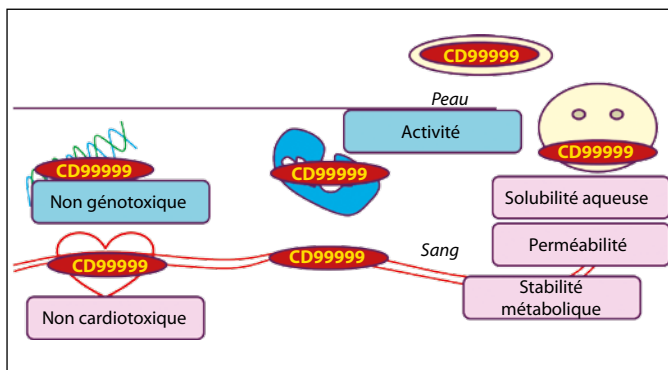 CD99999
Peau
Activité
CD99999
CD99999
CD99999
Non génotoxique
Solubilité aqueuse
Perméabilité
Sang
CD99999
CD99999
Stabilité
métabolique
Non cardiotoxique